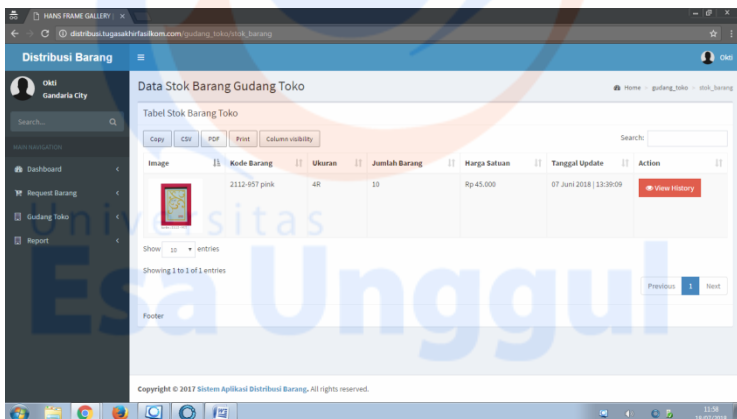 HANS FRAME GALLERY |
distribusi.tugasakhirfasilkom.com/gudang_toko/stok_barang
Distribusi Barang
Okti
Okti
Gandaria City
Search...
MAIN NAVIGATION
Dashboard
Request Barang
Gudang Toko
Report
Data Stok Barang Gudang Toko
Home > gudang_toko > stok_barang
Tabel Stok Barang Toko
Copy CSV PDF Print Column visibility
Search:
Image Kode Barang Ukuran Jumlah Barang Harga Satuan Tanggal Update Action
2112-957 pink 4R 10 Rp 45.000 07 Juni 2018 | 13:39:09 View History
Show 10 entries
Showing 1 to 1 of 1 entries
Previous 1 Next
Footer
Copyright © 2017 Sistem Aplikasi Distribusi Barang. All rights reserved.
Universitas
Esa Unggul
11:58